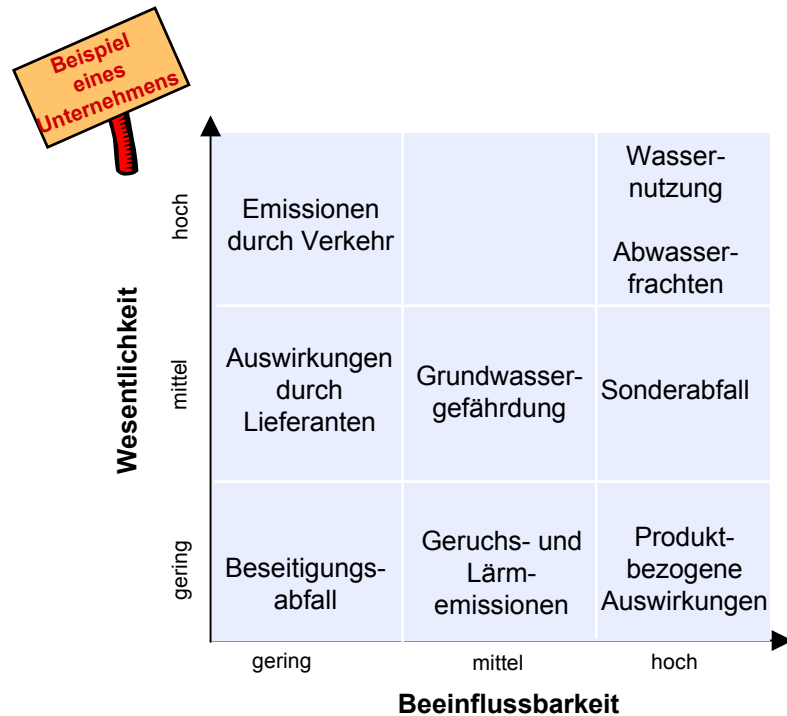 Beispiel
eines
Unternehmens
Wesentlichkeit
hoch
Emissionen
durch Verkehr
Wasser-
nutzung
Abwasser-
frachten
mittel
Auswirkungen
durch
Lieferanten
Grundwasser-
gefährdung
Sonderabfall
gering
Beseitigungs-
abfall
Geruchs- und
Lärm-
emissionen
Produkt-
bezogene
Auswirkungen
gering
mittel
hoch
Beeinflussbarkeit